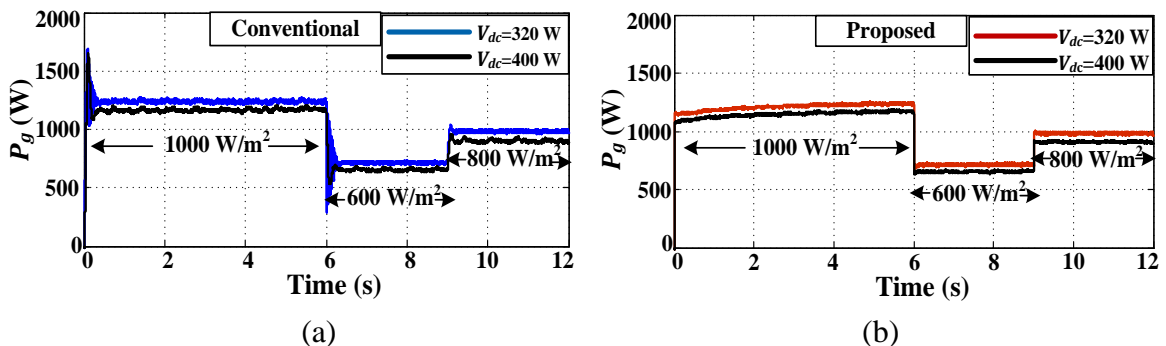 2000
1500
1000
500
0
P_g (W)
Conventional
V_dc=320 W
V_dc=400 W
1000 W/m²
600 W/m²
800 W/m²
0 2 4 6 8 10 12
Time (s)
(a)
2000
1500
1000
500
0
P_g (W)
Proposed
V_dc=320 W
V_dc=400 W
1000 W/m²
600 W/m²
800 W/m²
0 2 4 6 8 10 12
Time (s)
(b)